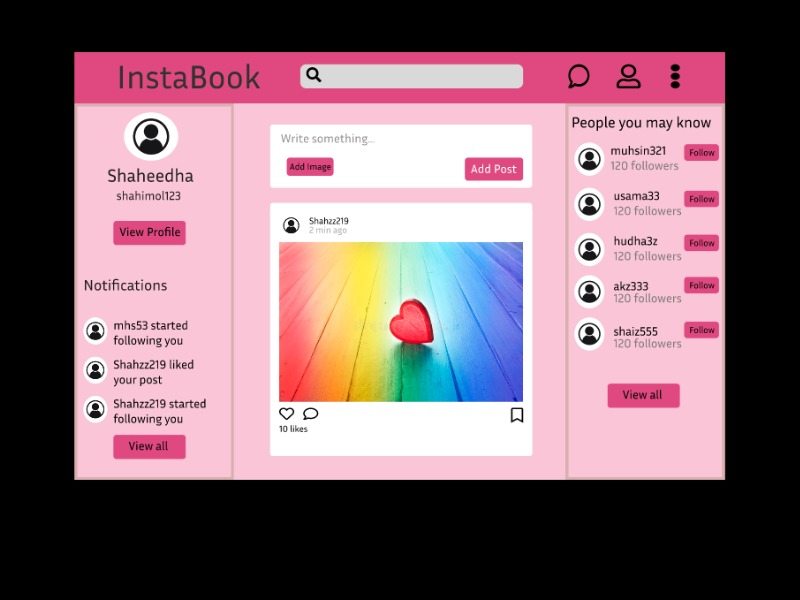 InstaBook
Shaheedha
shahimol123
View Profile
Notifications
mhs53 started
following you
Shahzz219 liked
your post
Shahzz219 started
following you
View all
Write something...
Add Image
Add Post
Shahzz219
2 min ago
10 likes
People you may know
muhsin321
120 followers
Follow
usama33
120 followers
Follow
hudha3z
120 followers
Follow
akz333
120 followers
Follow
shaiz555
120 followers
Follow
View all